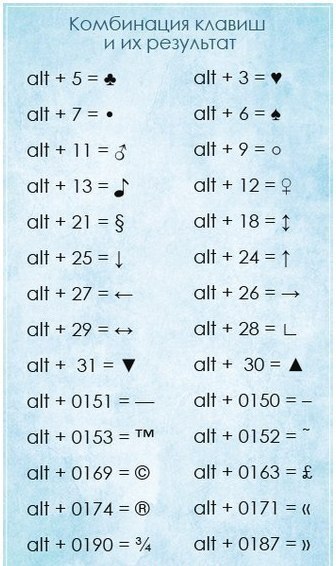 Комбинация клавиш
и их результат
alt + 5 = ♣ alt + 3 = ♥
alt + 7 = • alt + 6 = ♠
alt + 11 = ♂ alt + 9 = ○
alt + 13 = ♪ alt + 12 = ♀
alt + 21 = § alt + 18 = ↕
alt + 25 = ↓ alt + 24 = ↑
alt + 27 = ← alt + 26 = →
alt + 29 = ↔ alt + 28 = ∟
alt + 31 = ▼ alt + 30 = ▲
alt + 0151 = — alt + 0150 = –
alt + 0153 = ™ alt + 0152 = ˜
alt + 0169 = © alt + 0163 = £
alt + 0174 = ® alt + 0171 = «
alt + 0190 = ¾ alt + 0187 = »